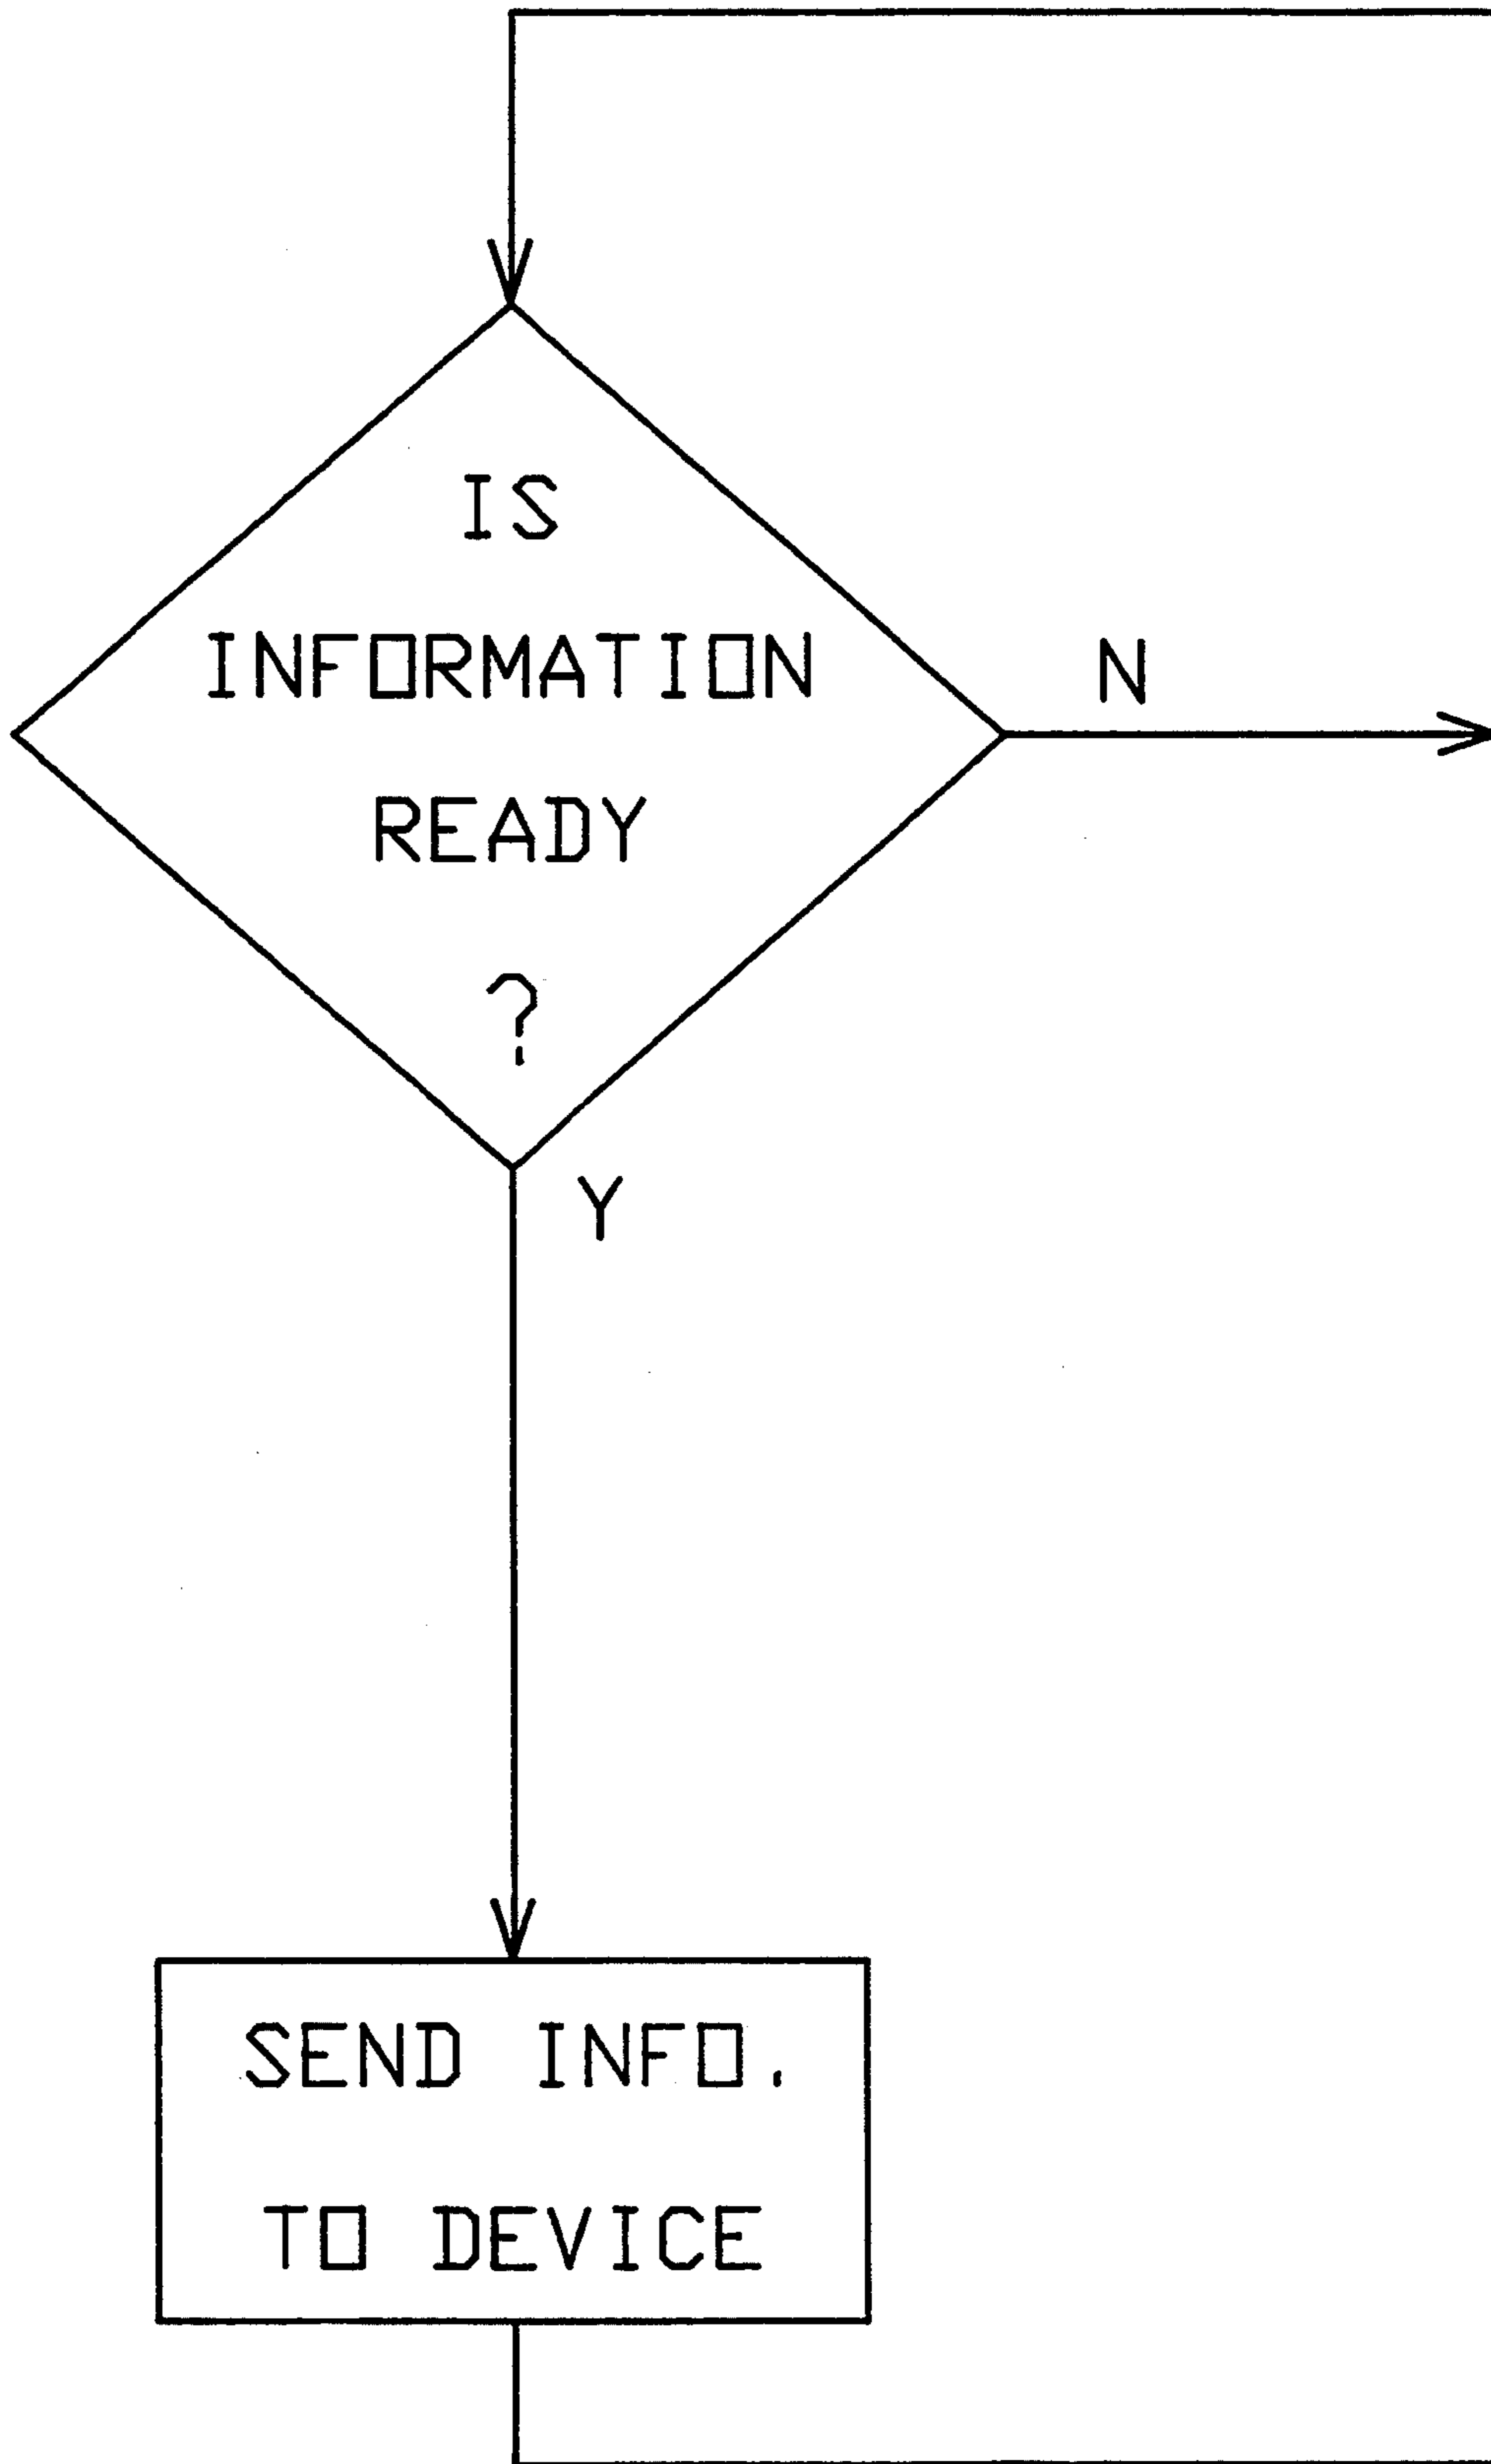 IS
INFORMATION
READY
?
N
Y
SEND INFO.
TO DEVICE